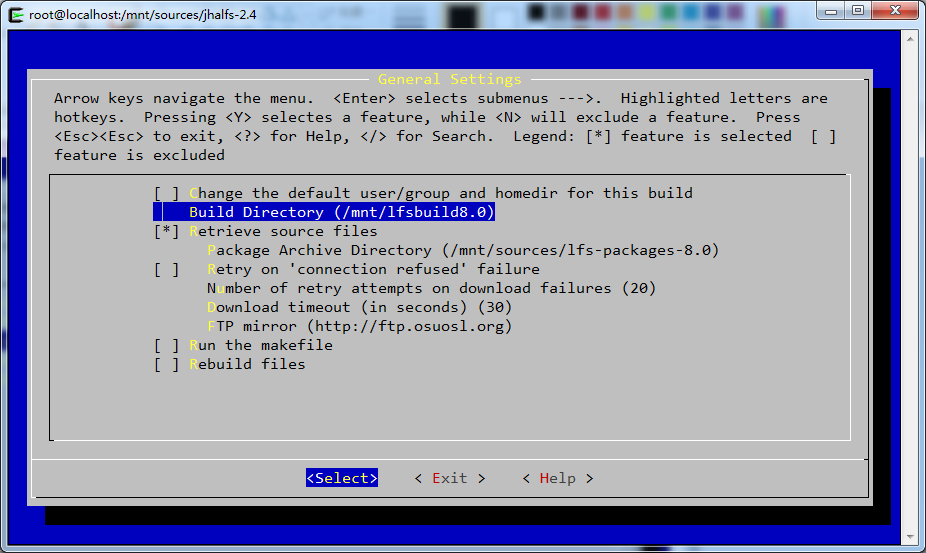 root@localhost:/mnt/sources/jhalfs-2.4
General Settings
Arrow keys navigate the menu.  <Enter> selects submenus --->.  Highlighted letters are
hotkeys.  Pressing <Y> selectes a feature, while <N> will exclude a feature.  Press
<Esc><Esc> to exit, <?> for Help, </> for Search.  Legend: [*] feature is selected  [ ]
feature is excluded
[ ] Change the default user/group and homedir for this build
Build Directory (/mnt/lfsbuild8.0)
[*] Retrieve source files
Package Archive Directory (/mnt/sources/lfs-packages-8.0)
[ ]   Retry on 'connection refused' failure
Number of retry attempts on download failures (20)
Download timeout (in seconds) (30)
FTP mirror (http://ftp.osuosl.org)
[ ] Run the makefile
[ ] Rebuild files
<Select>    < Exit >    < Help >